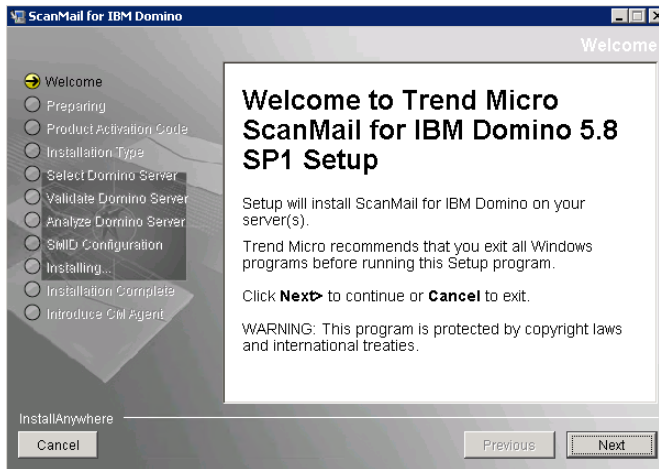 ScanMail for IBM Domino
Welcome
Welcome
Preparing
Product Activation Code
Installation Type
Select Domino Server
Validate Domino Server
Analyze Domino Server
SMID Configuration
Installing...
Installation Complete
Introduce CM Agent
Welcome to Trend Micro
ScanMail for IBM Domino 5.8
SP1 Setup
Setup will install ScanMail for IBM Domino on your
server(s).
Trend Micro recommends that you exit all Windows
programs before running this Setup program.
Click Next> to continue or Cancel to exit.
WARNING: This program is protected by copyright laws
and international treaties.
InstallAnywhere
Cancel
Previous
Next